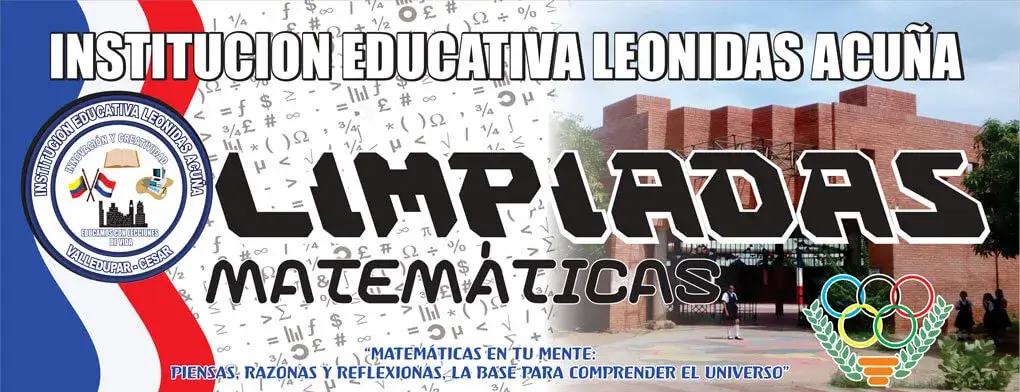 INSTITUCION EDUCATIVA LEONIDAS ACUÑA
INSTITUCION EDUCATIVA LEONIDAS ACUÑA
INNOVACIÓN Y CREATIVIDAD
EDUCAMOS CON LECCIONES
DE VIDA
VALLEDUPAR - CESAR
LIMPIADAS
MATEMÁTICAS
"MATEMÁTICAS EN TU MENTE:
PIENSAS, RAZONAS Y REFLEXIONAS, LA BASE PARA COMPRENDER EL UNIVERSO"